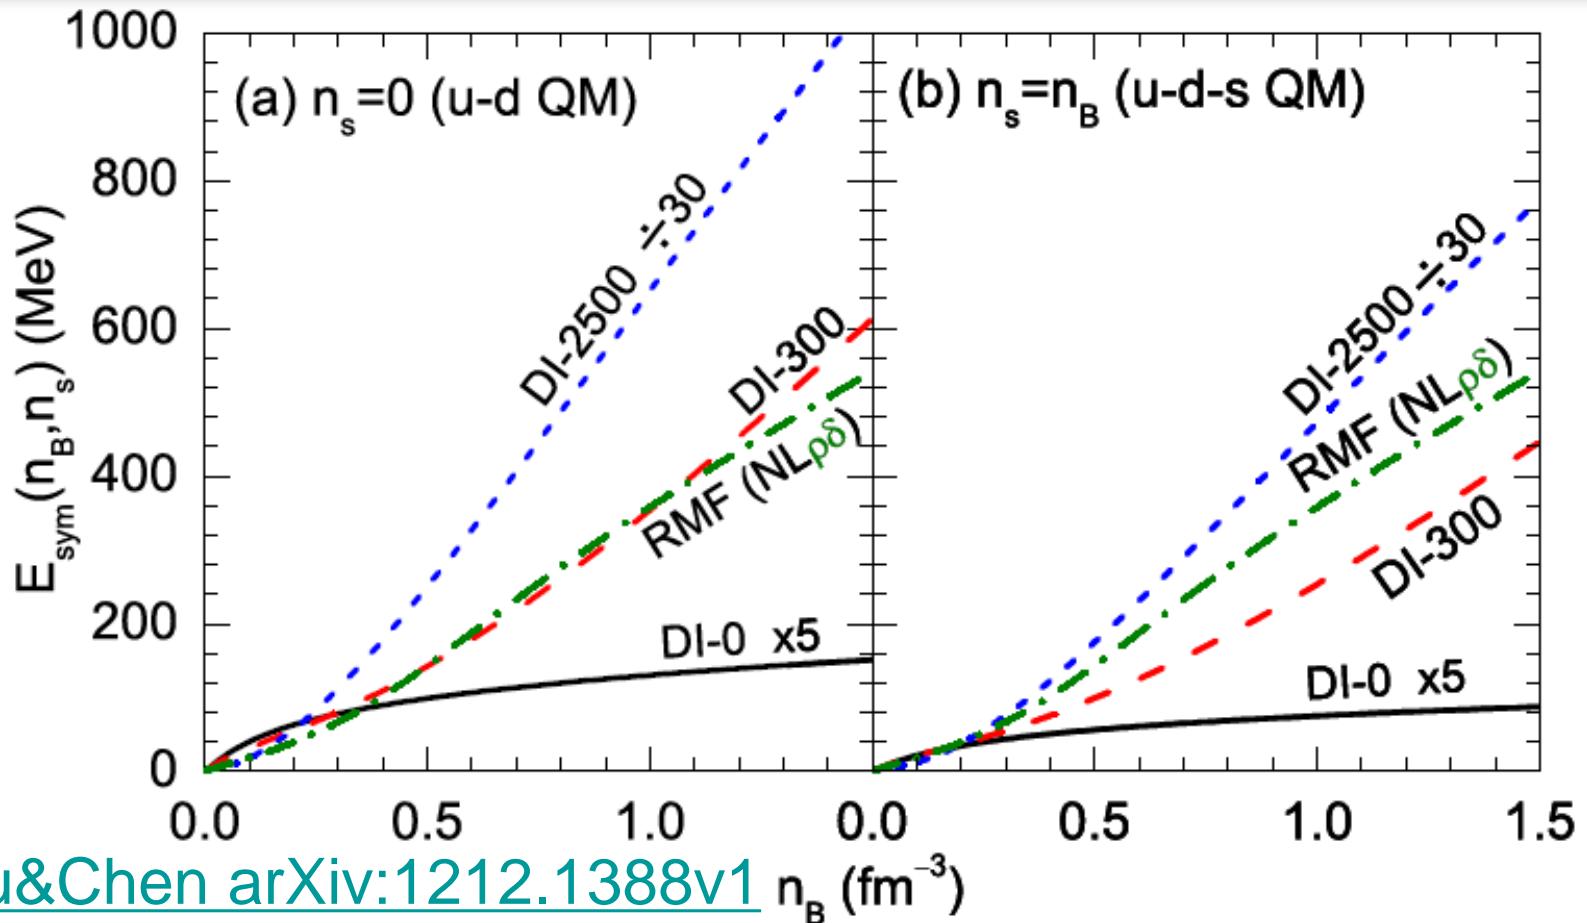 (a) n_s=0 (u-d QM)
(b) n_s=n_B (u-d-s QM)
E_sym(n_B,n_s) (MeV)
1000
800
600
400
200
0
DI-2500 ÷30
DI-300
RMF (NLρδ)
DI-0 x5
DI-2500 ÷30
RMF (NLρδ)
DI-300
DI-0 x5
0.0 0.5 1.0 0.0 0.5 1.0 1.5
u&Chen arXiv:1212.1388v1 n_B (fm⁻³)